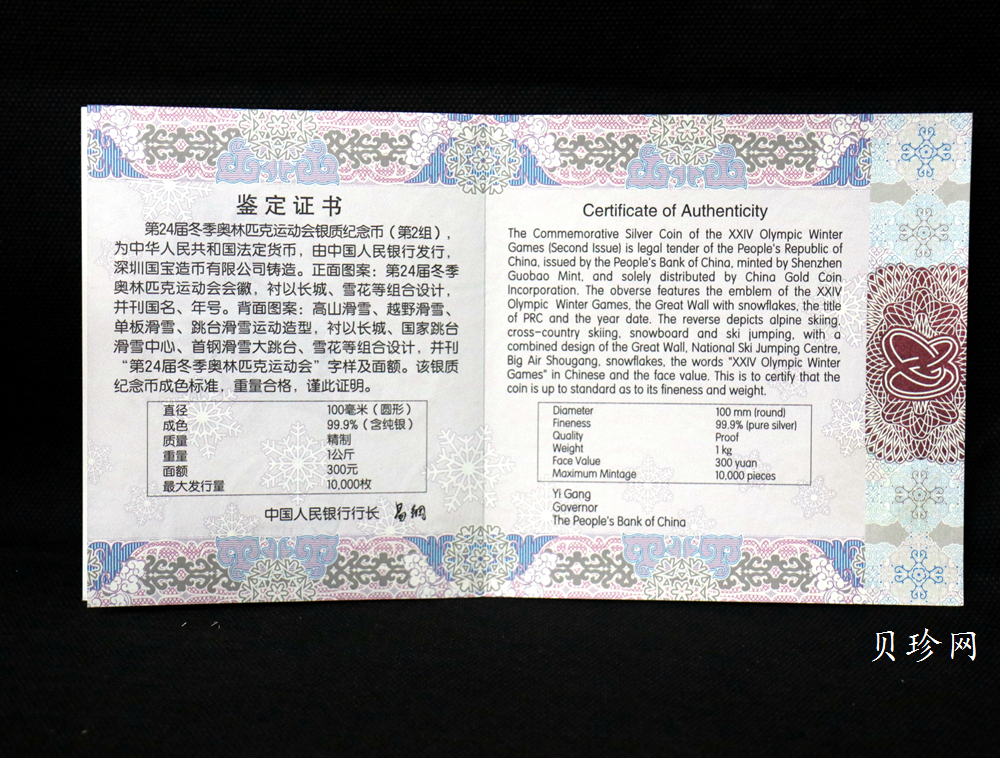 鉴定证书
第24届冬季奥林匹克运动会银质纪念币（第2组），
为中华人民共和国法定货币，由中国人民银行发行，
深圳国宝造币有限公司铸造。正面图案：第24届冬季
奥林匹克运动会会徽，衬以长城、雪花等组合设计，
并刊国名、年号。背面图案：高山滑雪、越野滑雪、
单板滑雪、跳台滑雪运动造型，衬以长城、国家跳台
滑雪中心、首钢滑雪大跳台、雪花等组合设计，并刊
“第24届冬季奥林匹克运动会”字样及面额。该银质
纪念币成色标准，重量合格，谨此证明。
直径 100毫米（圆形）
成色 99.9%（含纯银）
质量 精制
重量 1公斤
面额 300元
最大发行量 10,000枚
中国人民银行行长 易纲
Certificate of Authenticity
The Commemorative Silver Coin of the XXIV Olympic Winter
Games (Second Issue) is legal tender of the People's Republic of
China, issued by the People's Bank of China, minted by Shenzhen
Guobao Mint, and solely distributed by China Gold Coin
Incorporation. The obverse features the emblem of the XXIV
Olympic Winter Games, the Great Wall with snowflakes, the title
of PRC and the year date. The reverse depicts alpine skiing,
cross-country skiing, snowboard and ski jumping, with a
combined design of the Great Wall, National Ski Jumping Centre,
Big Air Shougang, snowflakes, the words "XXIV Olympic Winter
Games" in Chinese and the face value. This is to certify that the
coin is up to standard as to its fineness and weight.
Diameter 100 mm (round)
Fineness 99.9% (pure silver)
Quality Proof
Weight 1 kg
Face Value 300 yuan
Maximum Mintage 10,000 pieces
Yi Gang
Governor
The People's Bank of China
贝珍网